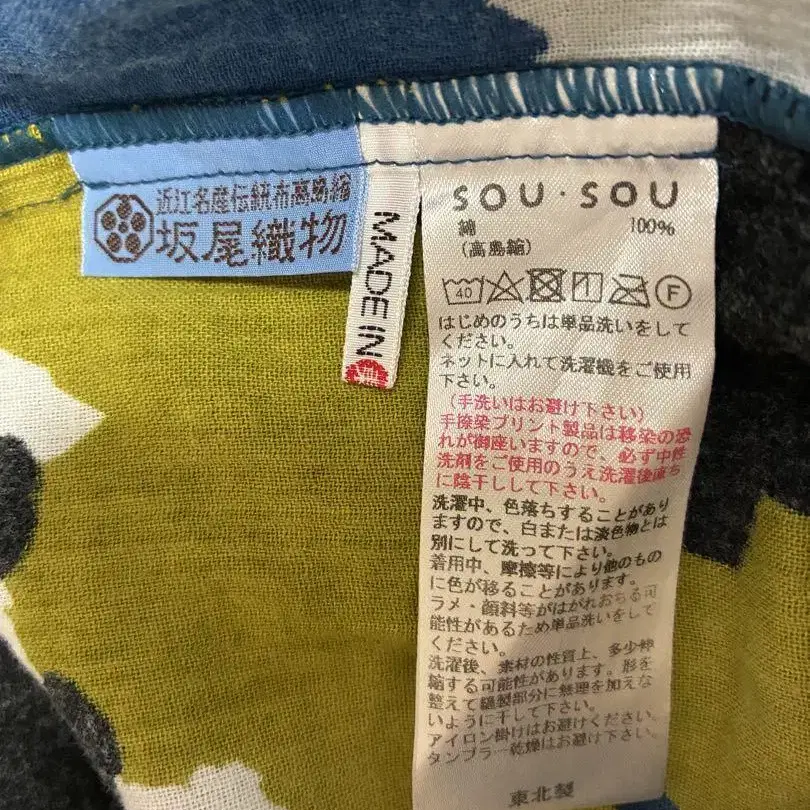 近江名産伝統布高島縮
坂尾織物
MADE IN
SOU・SOU
綿 100%
(高島縮)
40
F
はじめのうちは単品洗いをして
ください。
ネットに入れて洗濯機をご使用
下さい。
(手洗いはお避け下さい)
手捺染プリント製品は移染の恐
れが御座いますので、必ず中性
洗剤をご使用のうえ洗濯後直ち
に陰干しして下さい。
洗濯中、色落ちすることがあり
ますので、白または淡色物とは
別にして洗って下さい。
着用中、摩擦等により他のもの
に色が移ることがあります。
ラメ・顔料等がはがれおちる可
能性があるため単品洗いをして
ください。
洗濯後、素材の性質上、多少伸
縮する可能性があります。形を
整えて縫製部分に無理を加えな
いように干して下さい。
アイロン掛けはお避けください。
タンブラー乾燥はお避け下さい。
東北製